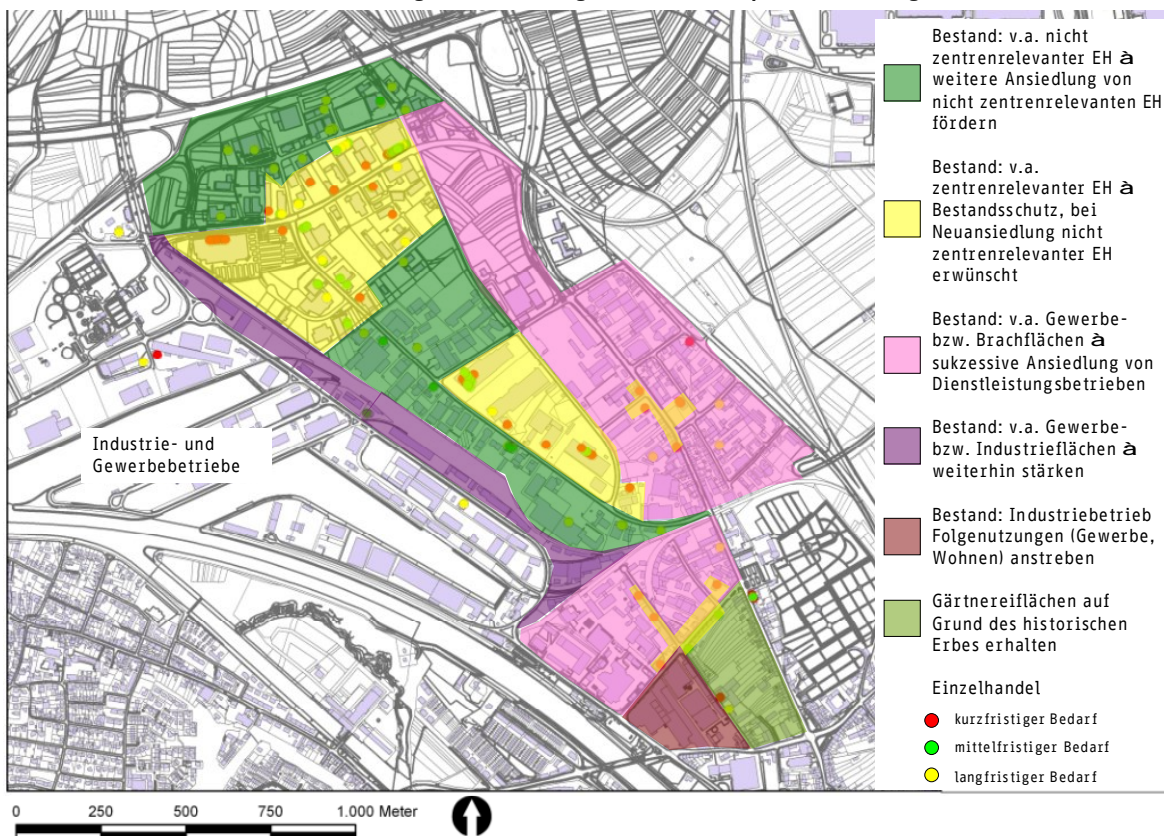 Bestand: v.a. nicht
zentrenrelevanter EH à
weitere Ansiedlung von
nicht zentrenrelevanten EH
fördern
Bestand: v.a.
zentrenrelevanter EH à
Bestandsschutz, bei
Neuansiedlung nicht
zentrenrelevanter EH
erwünscht
Bestand: v.a. Gewerbe-
bzw. Brachflächen à
sukzessive Ansiedlung von
Dienstleistungsbetrieben
Bestand: v.a. Gewerbe-
bzw. Industrieflächen à
weiterhin stärken
Bestand: Industriebetrieb
Folgenutzungen (Gewerbe,
Wohnen) anstreben
Gärtnereiflächen auf
Grund des historischen
Erbes erhalten
Einzelhandel
kurzfristiger Bedarf
mittelfristiger Bedarf
langfristiger Bedarf
Industrie- und
Gewerbebetriebe
0 250 500 750 1.000 Meter